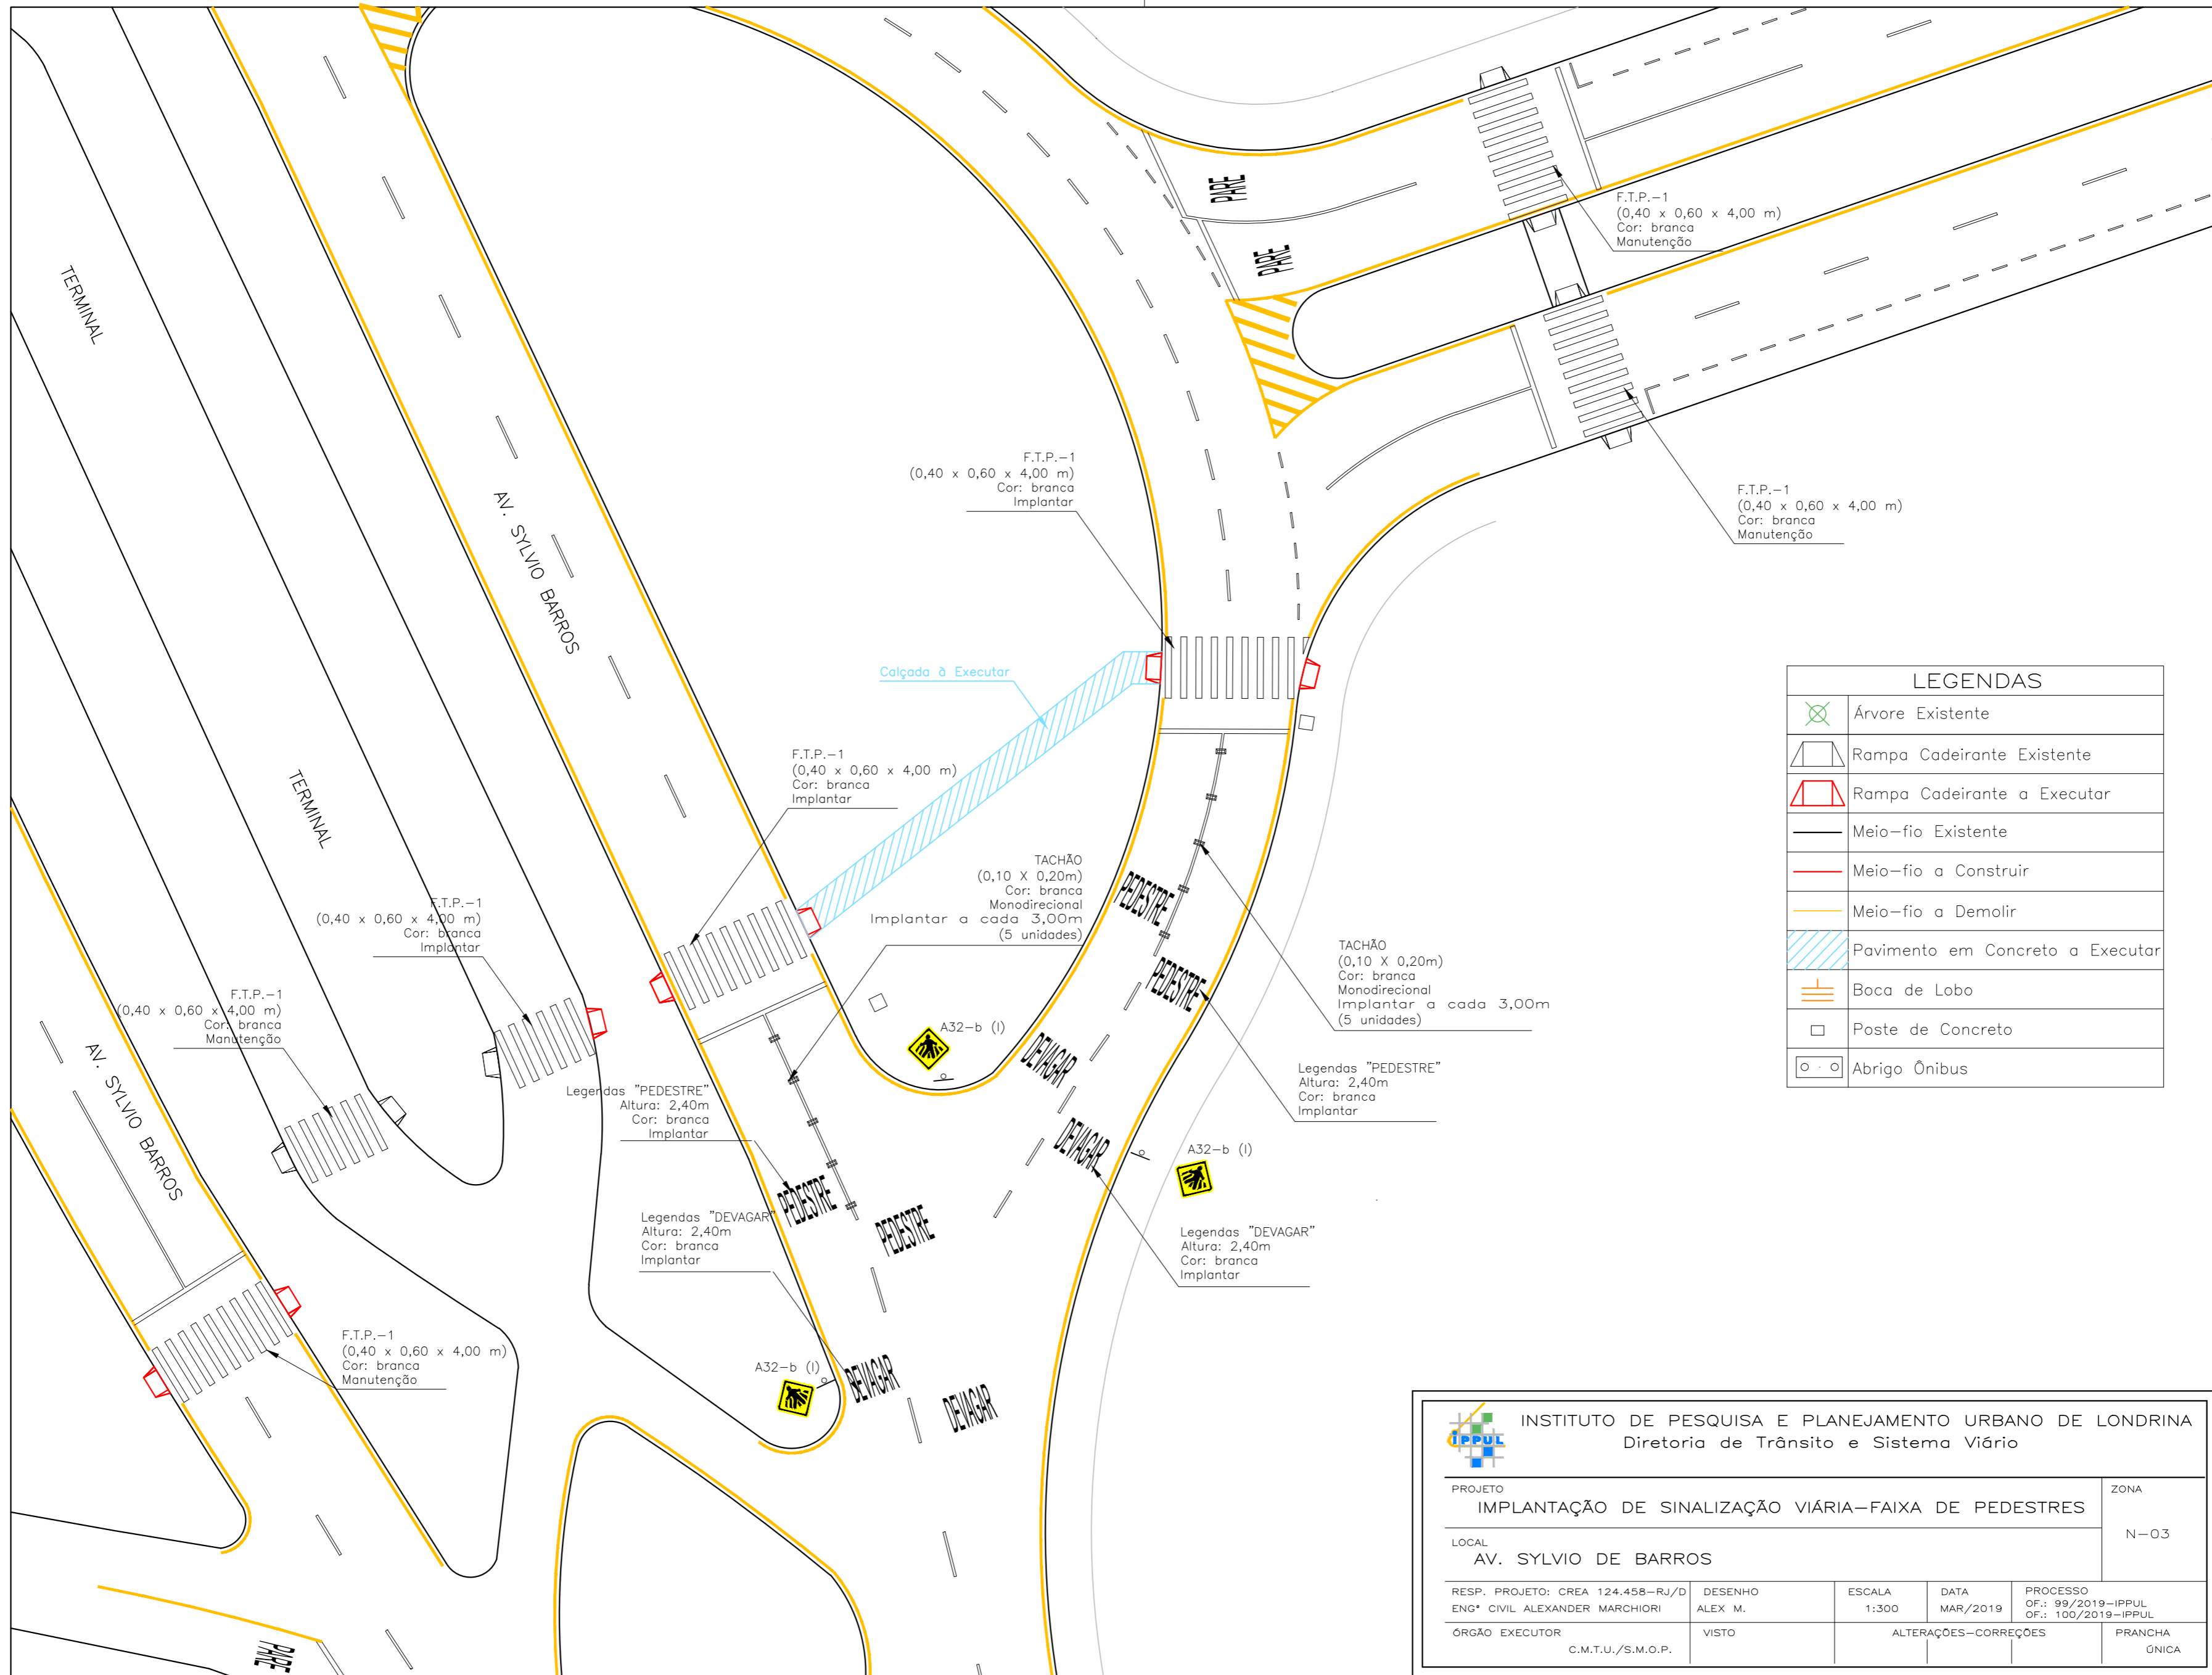 PARE
PARE
F.T.P.-1
(0,40 x 0,60 x 4,00 m)
Cor: branca
Manutenção
TERMINAL
F.T.P.-1
(0,40 x 0,60 x 4,00 m)
Cor: branca
Implantar
F.T.P.-1
(0,40 x 0,60 x 4,00 m)
Cor: branca
Manutenção
AV. SYLVIO BARROS
Calçada à Executar
F.T.P.-1
(0,40 x 0,60 x 4,00 m)
Cor: branca
Implantar
TERMINAL
TACHÃO
(0,10 X 0,20m)
Cor: branca
Monodirecional
Implantar a cada 3,00m
(5 unidades)
PEDESTRE
PEDESTRE
F.T.P.-1
(0,40 x 0,60 x 4,00 m)
Cor: branca
Implantar
TACHÃO
(0,10 X 0,20m)
Cor: branca
Monodirecional
Implantar a cada 3,00m
(5 unidades)
F.T.P.-1
(0,40 x 0,60 x 4,00 m)
Cor: branca
Manutenção
A32-b (I)
DEVAGAR
DEVAGAR
AV. SYLVIO BARROS
Legendas "PEDESTRE"
Altura: 2,40m
Cor: branca
Implantar
Legendas "PEDESTRE"
Altura: 2,40m
Cor: branca
Implantar
A32-b (I)
PEDESTRE
PEDESTRE
Legendas "DEVAGAR"
Altura: 2,40m
Cor: branca
Implantar
Legendas "DEVAGAR"
Altura: 2,40m
Cor: branca
Implantar
F.T.P.-1
(0,40 x 0,60 x 4,00 m)
Cor: branca
Manutenção
A32-b (I)
DEVAGAR
DEVAGAR
PARE
LEGENDAS
Árvore Existente
Rampa Cadeirante Existente
Rampa Cadeirante a Executar
Meio-fio Existente
Meio-fio a Construir
Meio-fio a Demolir
Pavimento em Concreto a Executar
Boca de Lobo
Poste de Concreto
Abrigo Ônibus
IPPUL
INSTITUTO DE PESQUISA E PLANEJAMENTO URBANO DE LONDRINA
Diretoria de Trânsito e Sistema Viário
PROJETO
IMPLANTAÇÃO DE SINALIZAÇÃO VIÁRIA-FAIXA DE PEDESTRES
ZONA
N-03
LOCAL
AV. SYLVIO DE BARROS
RESP. PROJETO: CREA 124.458-RJ/D
ENG° CIVIL ALEXANDER MARCHIORI
DESENHO
ALEX M.
ESCALA
1:300
DATA
MAR/2019
PROCESSO
OF.: 99/2019-IPPUL
OF.: 100/2019-IPPUL
ÓRGÃO EXECUTOR
C.M.T.U./S.M.O.P.
VISTO
ALTERAÇÕES-CORREÇÕES
PRANCHA
ÚNICA